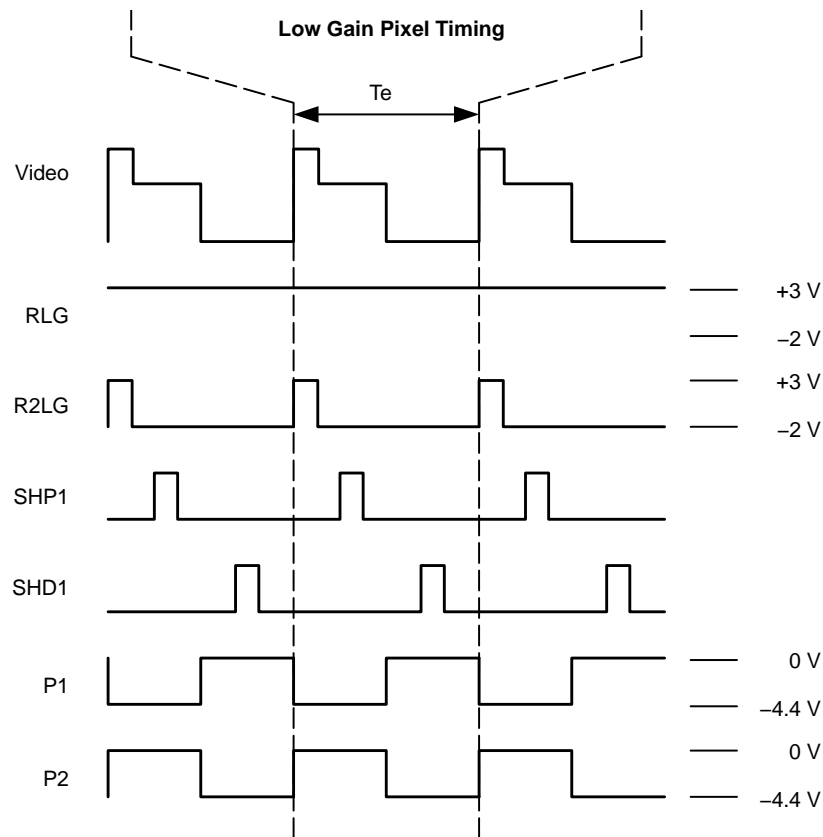 Low Gain Pixel Timing
Te
Video
RLG
+3 V
–2 V
R2LG
+3 V
–2 V
SHP1
SHD1
P1
0 V
–4.4 V
P2
0 V
–4.4 V